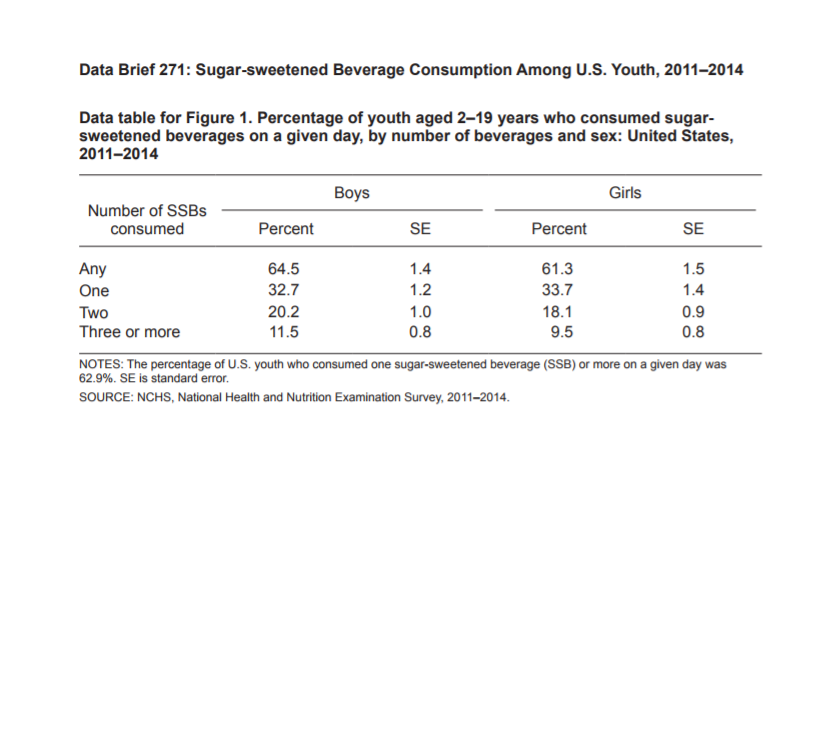 Data Brief 271: Sugar-sweetened Beverage Consumption Among U.S. Youth, 2011–2014
Data table for Figure 1. Percentage of youth aged 2–19 years who consumed sugar-
sweetened beverages on a given day, by number of beverages and sex: United States,
2011–2014
Boys Girls
Number of SSBs
consumed Percent SE Percent SE
Any 64.5 1.4 61.3 1.5
One 32.7 1.2 33.7 1.4
Two 20.2 1.0 18.1 0.9
Three or more 11.5 0.8 9.5 0.8
NOTES: The percentage of U.S. youth who consumed one sugar-sweetened beverage (SSB) or more on a given day was
62.9%. SE is standard error.
SOURCE: NCHS, National Health and Nutrition Examination Survey, 2011–2014.